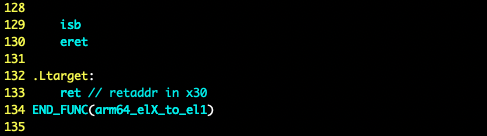 128
129     isb
130     eret
131
132 .Ltarget:
133     ret // retaddr in x30
134 END_FUNC(arm64_elX_to_el1)
135